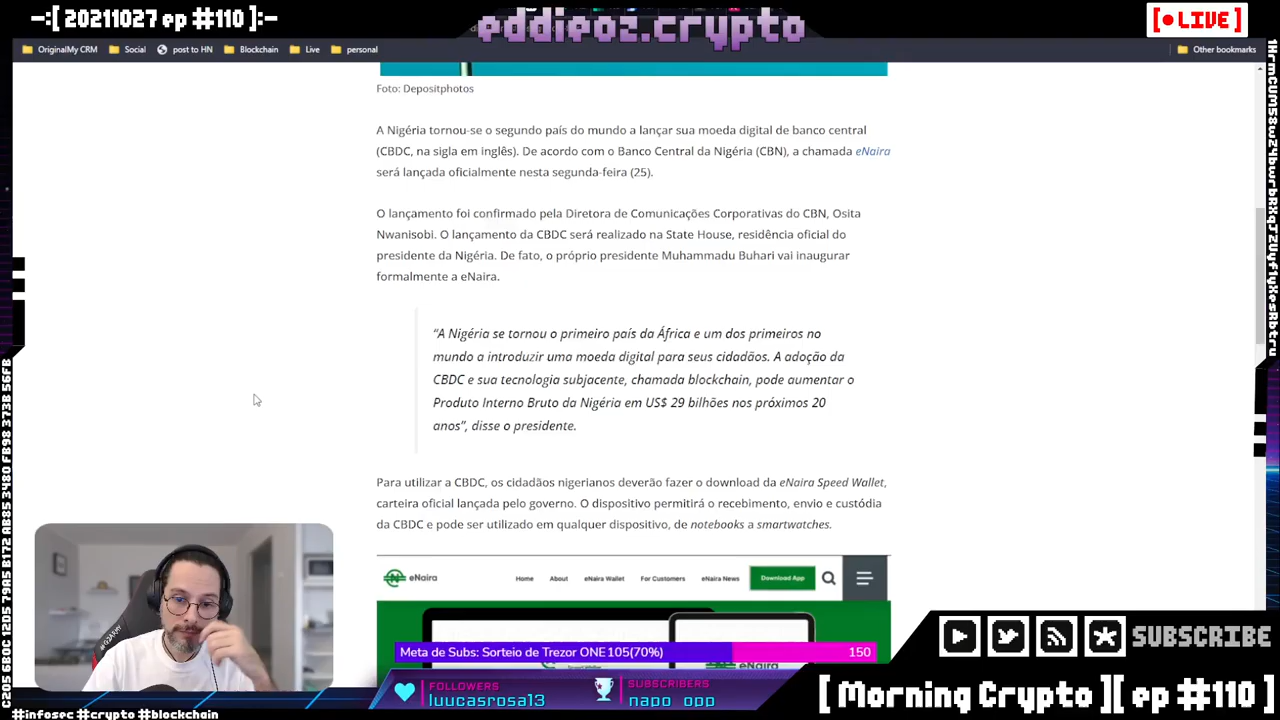 -:[ 20211027 ep #110 ]:-
eddieoz.crypto
[● LIVE]
OriginalMy CRM
Social
post to HN
Blockchain
Live
personal
Other bookmarks
Foto: Depositphotos
A Nigéria tornou-se o segundo país do mundo a lançar sua moeda digital de banco central
(CBDC, na sigla em inglês). De acordo com o Banco Central da Nigéria (CBN), a chamada eNaira
será lançada oficialmente nesta segunda-feira (25).
O lançamento foi confirmado pela Diretora de Comunicações Corporativas do CBN, Osita
Nwanisobi. O lançamento da CBDC será realizado na State House, residência oficial do
presidente da Nigéria. De fato, o próprio presidente Muhammadu Buhari vai inaugurar
formalmente a eNaira.
“A Nigéria se tornou o primeiro país da África e um dos primeiros no
mundo a introduzir uma moeda digital para seus cidadãos. A adoção da
CBDC e sua tecnologia subjacente, chamada blockchain, pode aumentar o
Produto Interno Bruto da Nigéria em US$ 29 bilhões nos próximos 20
anos”, disse o presidente.
Para utilizar a CBDC, os cidadãos nigerianos deverão fazer o download da eNaira Speed Wallet,
carteira oficial lançada pelo governo. O dispositivo permitirá o recebimento, envio e custódia
da CBDC e pode ser utilizado em qualquer dispositivo, de notebooks a smartwatches.
eNaira
Home
About
eNaira Wallet
For Customers
eNaira News
Download App
eNaira
Meta de Subs: Sorteio de Trezor ONE 105(70%)
150
FOLLOWERS
luucasrosa13
SUBSCRIBERS
napo_opp
SUBSCRIBE
[ Morning Crypto ][ ep #110 ]
#infosec #crypto #blockchain